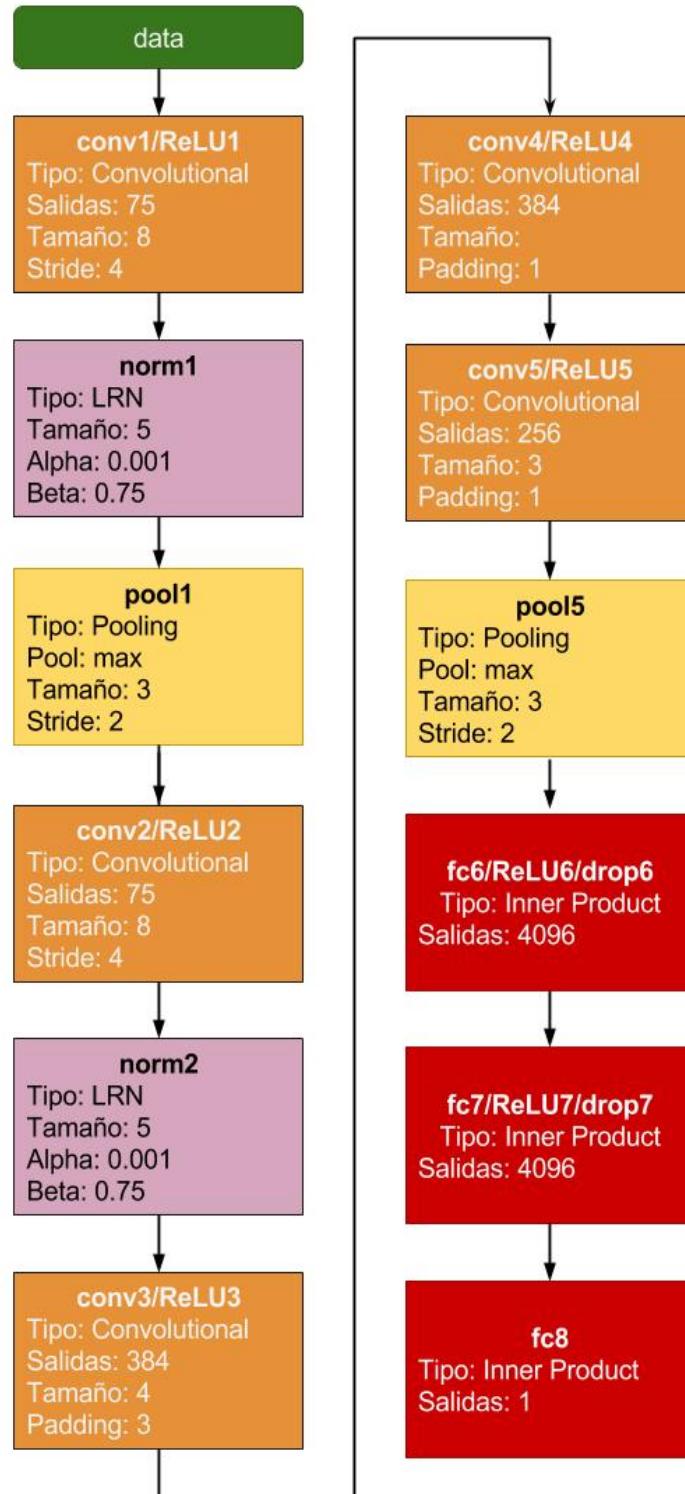 data
conv1/ReLU1
Tipo: Convolutional
Salidas: 75
Tamaño: 8
Stride: 4
norm1
Tipo: LRN
Tamaño: 5
Alpha: 0.001
Beta: 0.75
pool1
Tipo: Pooling
Pool: max
Tamaño: 3
Stride: 2
conv2/ReLU2
Tipo: Convolutional
Salidas: 75
Tamaño: 8
Stride: 4
norm2
Tipo: LRN
Tamaño: 5
Alpha: 0.001
Beta: 0.75
conv3/ReLU3
Tipo: Convolutional
Salidas: 384
Tamaño: 4
Padding: 3
conv4/ReLU4
Tipo: Convolutional
Salidas: 384
Tamaño:
Padding: 1
conv5/ReLU5
Tipo: Convolutional
Salidas: 256
Tamaño: 3
Padding: 1
pool5
Tipo: Pooling
Pool: max
Tamaño: 3
Stride: 2
fc6/ReLU6/drop6
Tipo: Inner Product
Salidas: 4096
fc7/ReLU7/drop7
Tipo: Inner Product
Salidas: 4096
fc8
Tipo: Inner Product
Salidas: 1